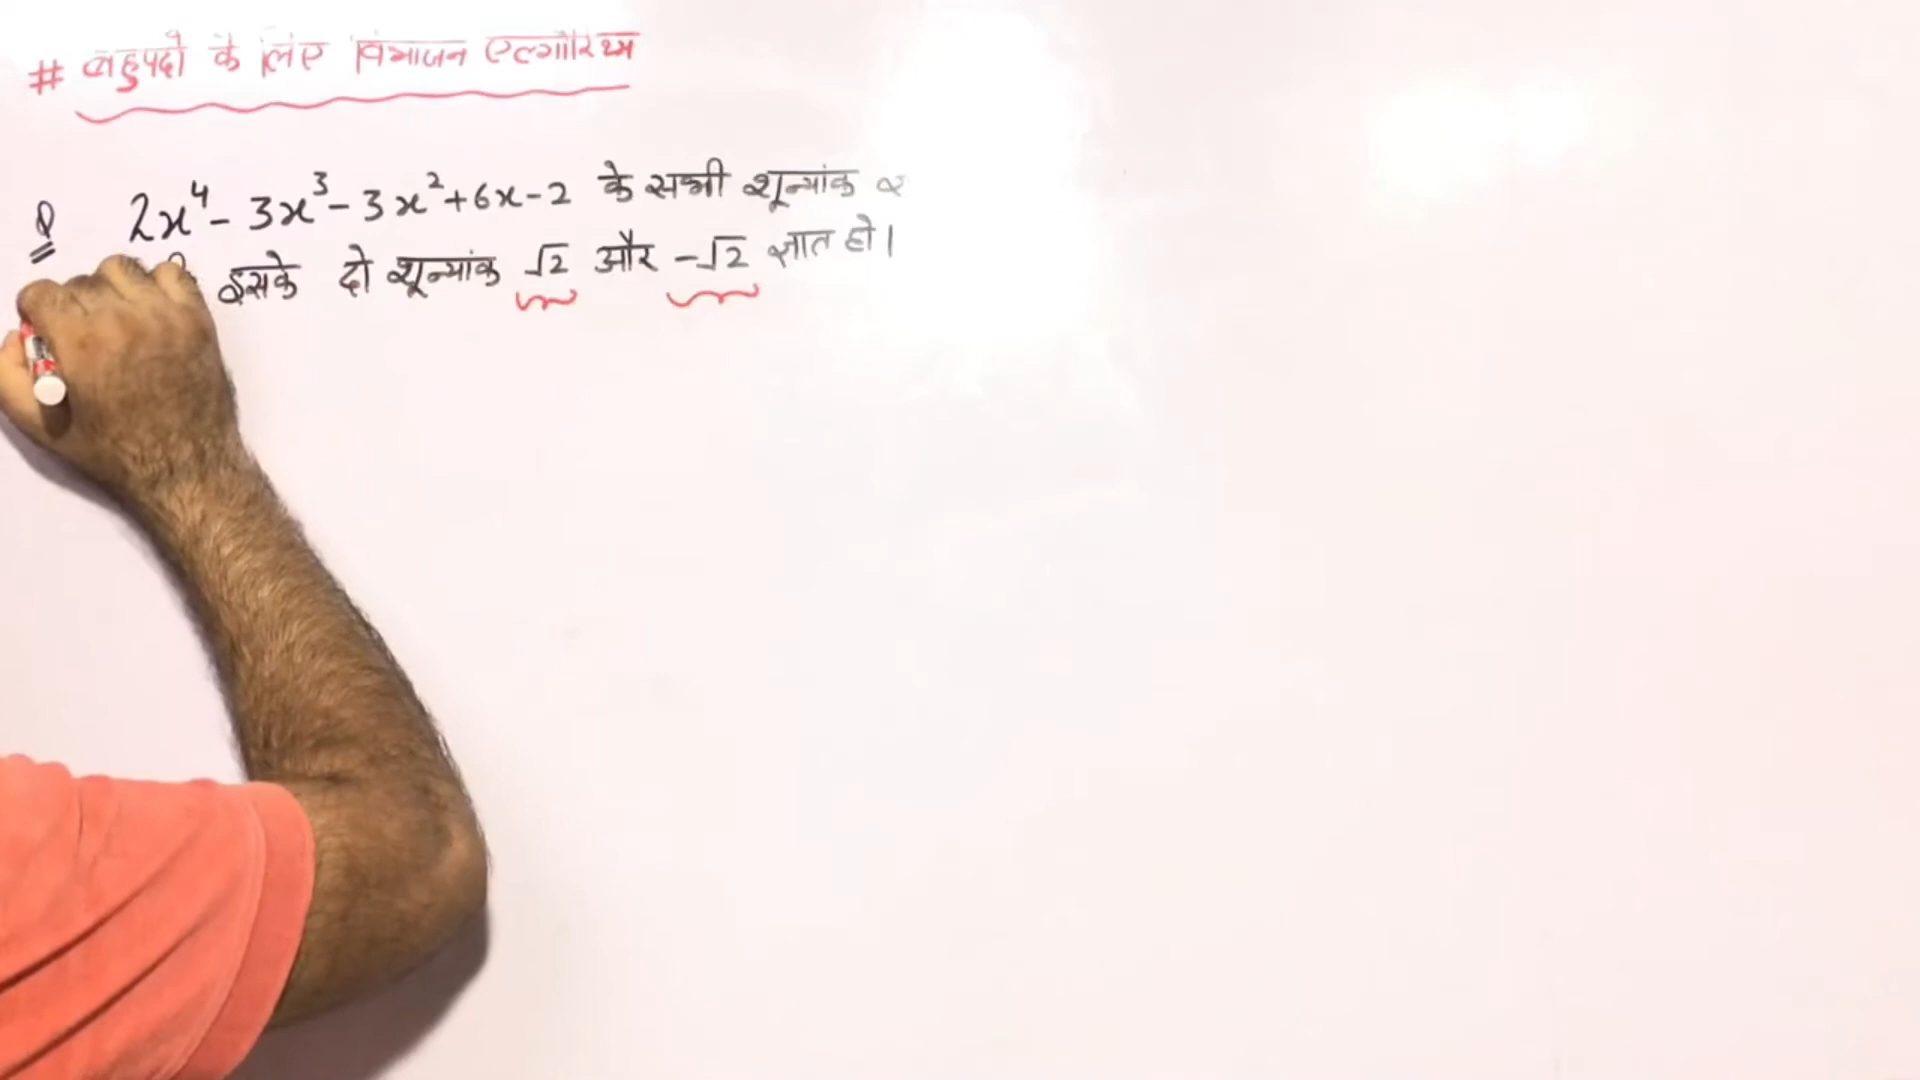 # बहुपदो के लिए विभाजन एल्गोरिथ्म
Q 2x⁴ - 3x³ - 3x² + 6x - 2 के सभी शून्यांक
इसके दो शून्यांक √2 और -√2 ज्ञात हो।